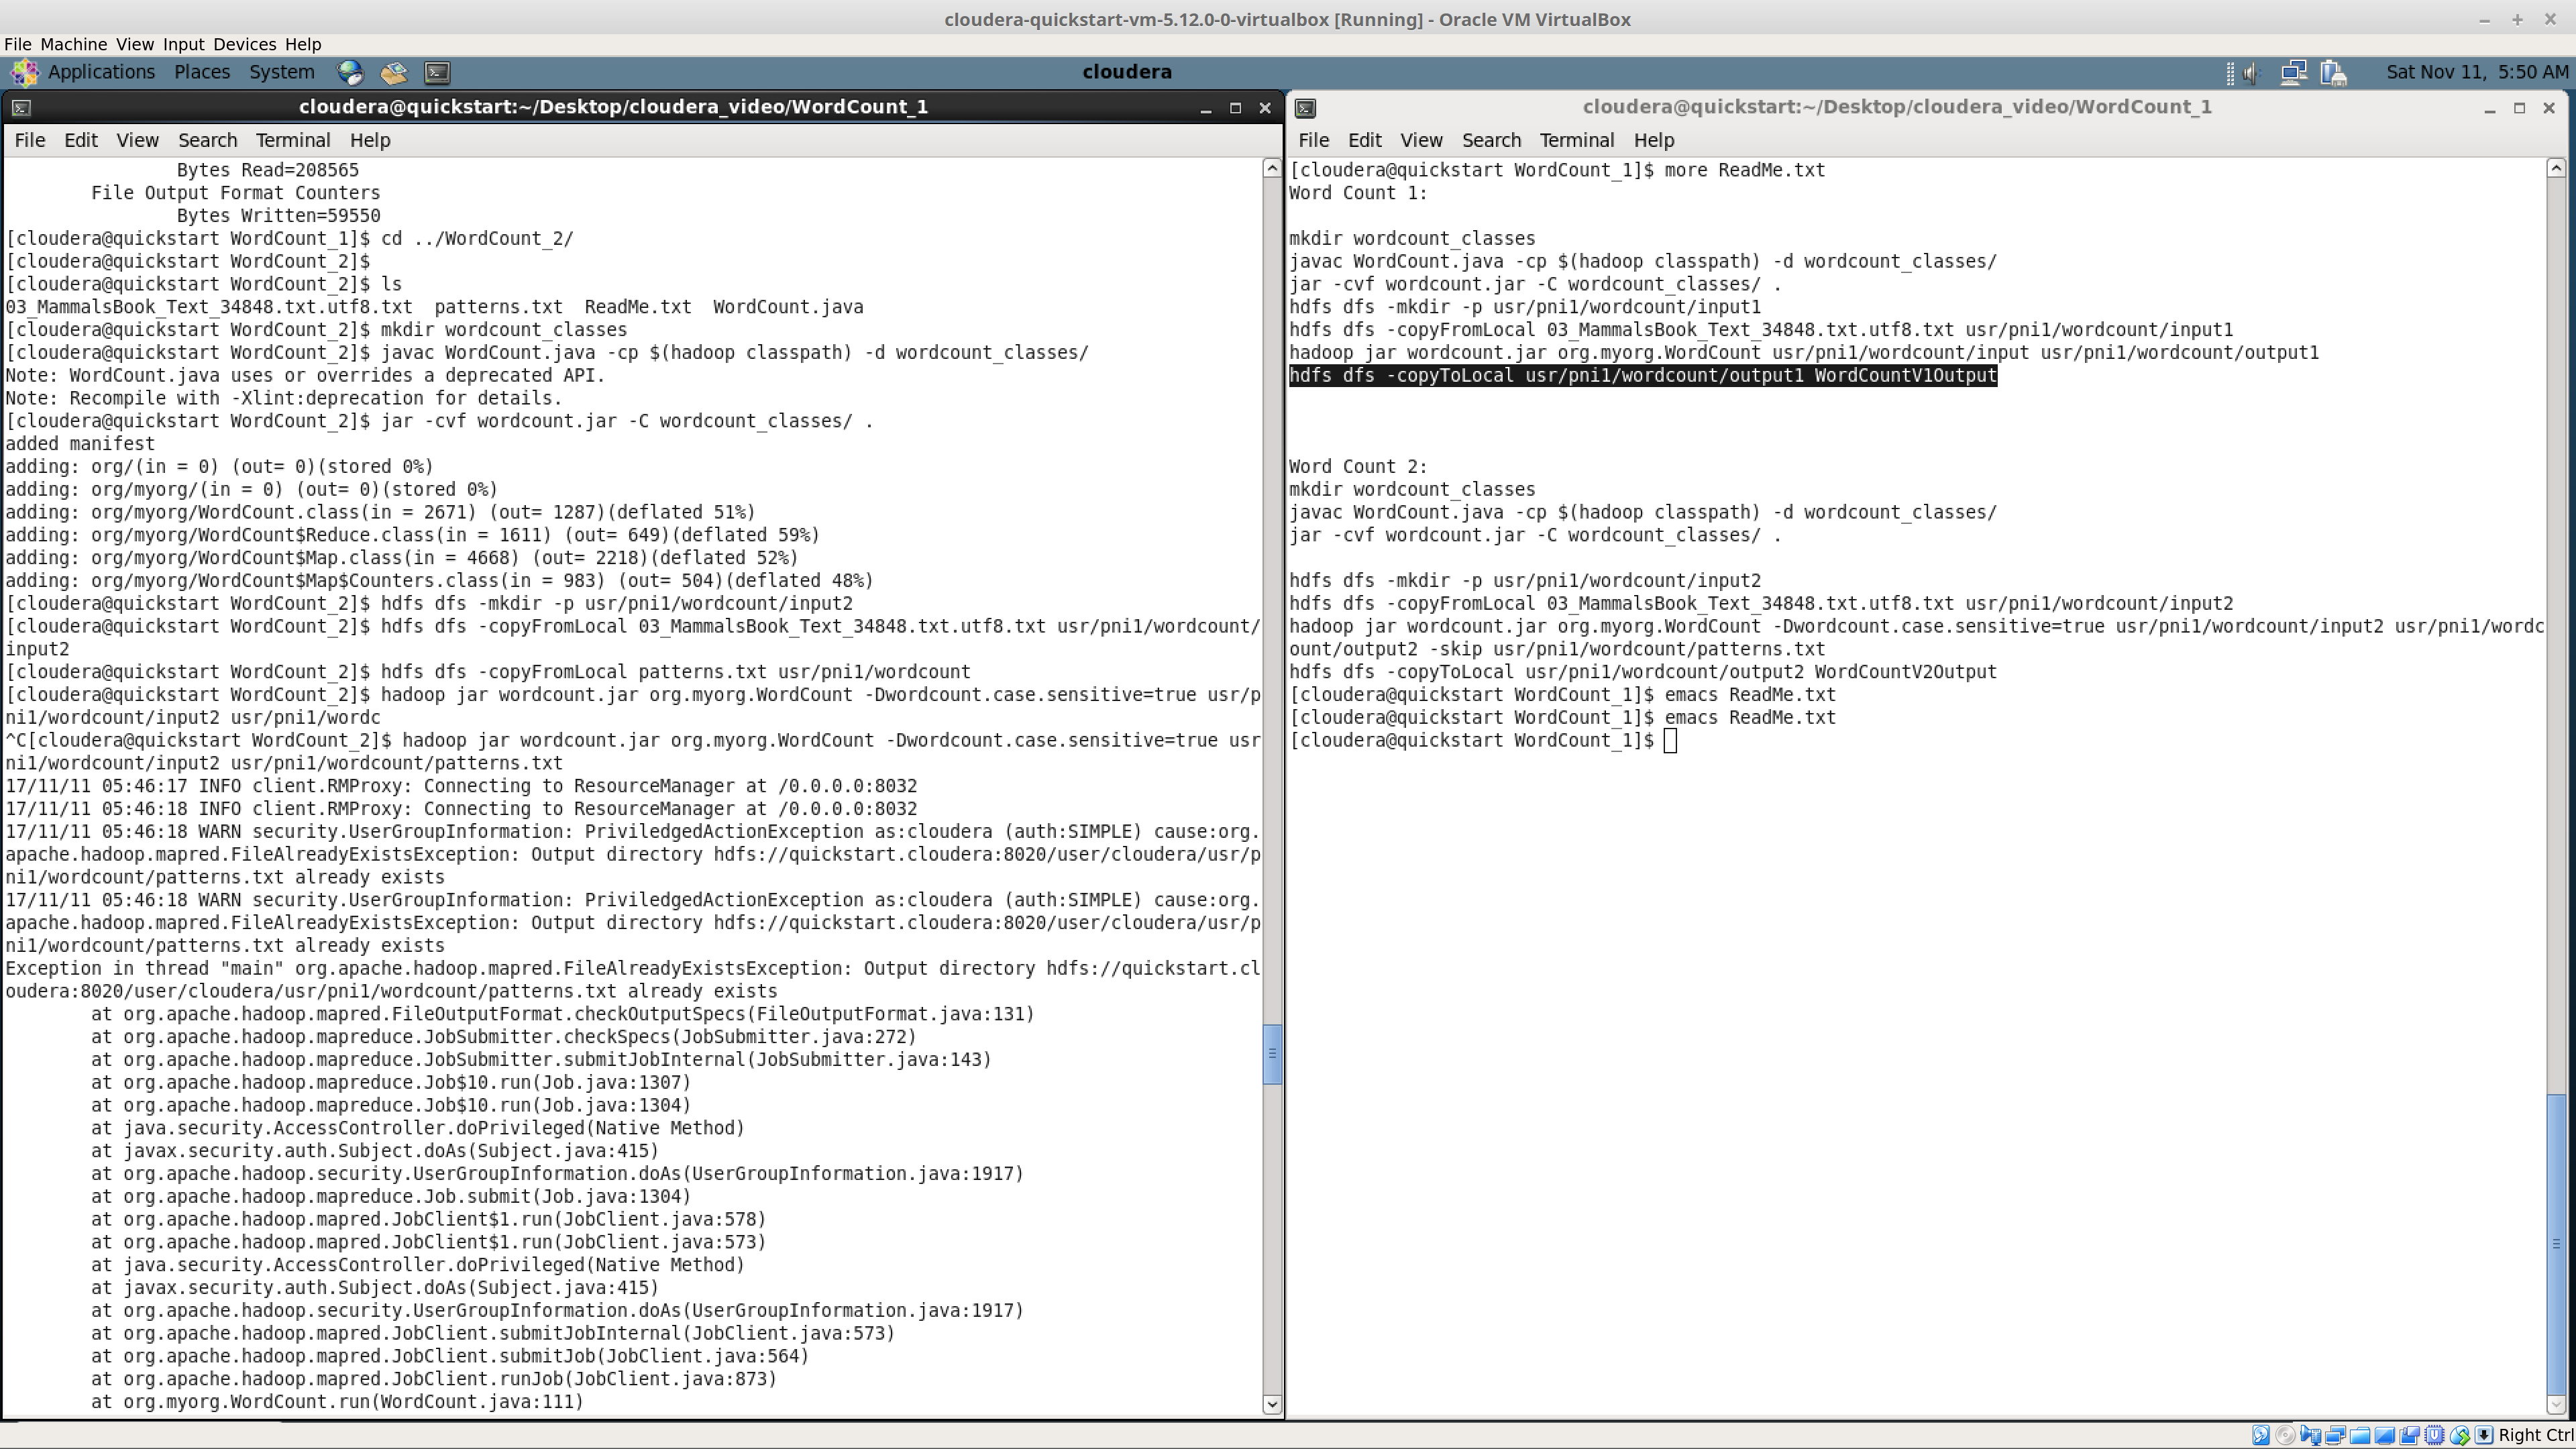 cloudera-quickstart-vm-5.12.0-0-virtualbox [Running] - Oracle VM VirtualBox
File Machine View Input Devices Help
Applications Places System
cloudera
Sat Nov 11, 5:50 AM
cloudera@quickstart:~/Desktop/cloudera_video/WordCount_1
File Edit View Search Terminal Help
Bytes Read=208565
File Output Format Counters
Bytes Written=59550
[cloudera@quickstart WordCount_1]$ cd ../WordCount_2/
[cloudera@quickstart WordCount_2]$
[cloudera@quickstart WordCount_2]$ ls
03_MammalsBook_Text_34848.txt.utf8.txt  patterns.txt  ReadMe.txt  WordCount.java
[cloudera@quickstart WordCount_2]$ mkdir wordcount_classes
[cloudera@quickstart WordCount_2]$ javac WordCount.java -cp $(hadoop classpath) -d wordcount_classes/
Note: WordCount.java uses or overrides a deprecated API.
Note: Recompile with -Xlint:deprecation for details.
[cloudera@quickstart WordCount_2]$ jar -cvf wordcount.jar -C wordcount_classes/ .
added manifest
adding: org/(in = 0) (out= 0)(stored 0%)
adding: org/myorg/(in = 0) (out= 0)(stored 0%)
adding: org/myorg/WordCount.class(in = 2671) (out= 1287)(deflated 51%)
adding: org/myorg/WordCount$Reduce.class(in = 1611) (out= 649)(deflated 59%)
adding: org/myorg/WordCount$Map.class(in = 4668) (out= 2218)(deflated 52%)
adding: org/myorg/WordCount$Map$Counters.class(in = 983) (out= 504)(deflated 48%)
[cloudera@quickstart WordCount_2]$ hdfs dfs -mkdir -p usr/pni1/wordcount/input2
[cloudera@quickstart WordCount_2]$ hdfs dfs -copyFromLocal 03_MammalsBook_Text_34848.txt.utf8.txt usr/pni1/wordcount/
input2
[cloudera@quickstart WordCount_2]$ hdfs dfs -copyFromLocal patterns.txt usr/pni1/wordcount
[cloudera@quickstart WordCount_2]$ hadoop jar wordcount.jar org.myorg.WordCount -Dwordcount.case.sensitive=true usr/p
ni1/wordcount/input2 usr/pni1/wordc
^C[cloudera@quickstart WordCount_2]$ hadoop jar wordcount.jar org.myorg.WordCount -Dwordcount.case.sensitive=true usr
ni1/wordcount/input2 usr/pni1/wordcount/patterns.txt
17/11/11 05:46:17 INFO client.RMProxy: Connecting to ResourceManager at /0.0.0.0:8032
17/11/11 05:46:18 INFO client.RMProxy: Connecting to ResourceManager at /0.0.0.0:8032
17/11/11 05:46:18 WARN security.UserGroupInformation: PriviledgedActionException as:cloudera (auth:SIMPLE) cause:org.
apache.hadoop.mapred.FileAlreadyExistsException: Output directory hdfs://quickstart.cloudera:8020/user/cloudera/usr/p
ni1/wordcount/patterns.txt already exists
17/11/11 05:46:18 WARN security.UserGroupInformation: PriviledgedActionException as:cloudera (auth:SIMPLE) cause:org.
apache.hadoop.mapred.FileAlreadyExistsException: Output directory hdfs://quickstart.cloudera:8020/user/cloudera/usr/p
ni1/wordcount/patterns.txt already exists
Exception in thread "main" org.apache.hadoop.mapred.FileAlreadyExistsException: Output directory hdfs://quickstart.cl
oudera:8020/user/cloudera/usr/pni1/wordcount/patterns.txt already exists
at org.apache.hadoop.mapred.FileOutputFormat.checkOutputSpecs(FileOutputFormat.java:131)
at org.apache.hadoop.mapreduce.JobSubmitter.checkSpecs(JobSubmitter.java:272)
at org.apache.hadoop.mapreduce.JobSubmitter.submitJobInternal(JobSubmitter.java:143)
at org.apache.hadoop.mapreduce.Job$10.run(Job.java:1307)
at org.apache.hadoop.mapreduce.Job$10.run(Job.java:1304)
at java.security.AccessController.doPrivileged(Native Method)
at javax.security.auth.Subject.doAs(Subject.java:415)
at org.apache.hadoop.security.UserGroupInformation.doAs(UserGroupInformation.java:1917)
at org.apache.hadoop.mapreduce.Job.submit(Job.java:1304)
at org.apache.hadoop.mapred.JobClient$1.run(JobClient.java:578)
at org.apache.hadoop.mapred.JobClient$1.run(JobClient.java:573)
at java.security.AccessController.doPrivileged(Native Method)
at javax.security.auth.Subject.doAs(Subject.java:415)
at org.apache.hadoop.security.UserGroupInformation.doAs(UserGroupInformation.java:1917)
at org.apache.hadoop.mapred.JobClient.submitJobInternal(JobClient.java:573)
at org.apache.hadoop.mapred.JobClient.submitJob(JobClient.java:564)
at org.apache.hadoop.mapred.JobClient.runJob(JobClient.java:873)
at org.myorg.WordCount.run(WordCount.java:111)
cloudera@quickstart:~/Desktop/cloudera_video/WordCount_1
File Edit View Search Terminal Help
[cloudera@quickstart WordCount_1]$ more ReadMe.txt
Word Count 1:
mkdir wordcount_classes
javac WordCount.java -cp $(hadoop classpath) -d wordcount_classes/
jar -cvf wordcount.jar -C wordcount_classes/ .
hdfs dfs -mkdir -p usr/pni1/wordcount/input1
hdfs dfs -copyFromLocal 03_MammalsBook_Text_34848.txt.utf8.txt usr/pni1/wordcount/input1
hadoop jar wordcount.jar org.myorg.WordCount usr/pni1/wordcount/input usr/pni1/wordcount/output1
hdfs dfs -copyToLocal usr/pni1/wordcount/output1 WordCountV1Output
Word Count 2:
mkdir wordcount_classes
javac WordCount.java -cp $(hadoop classpath) -d wordcount_classes/
jar -cvf wordcount.jar -C wordcount_classes/ .
hdfs dfs -mkdir -p usr/pni1/wordcount/input2
hdfs dfs -copyFromLocal 03_MammalsBook_Text_34848.txt.utf8.txt usr/pni1/wordcount/input2
hadoop jar wordcount.jar org.myorg.WordCount -Dwordcount.case.sensitive=true usr/pni1/wordcount/input2 usr/pni1/wordc
ount/output2 -skip usr/pni1/wordcount/patterns.txt
hdfs dfs -copyToLocal usr/pni1/wordcount/output2 WordCountV2Output
[cloudera@quickstart WordCount_1]$ emacs ReadMe.txt
[cloudera@quickstart WordCount_1]$ emacs ReadMe.txt
[cloudera@quickstart WordCount_1]$
Right Ctrl